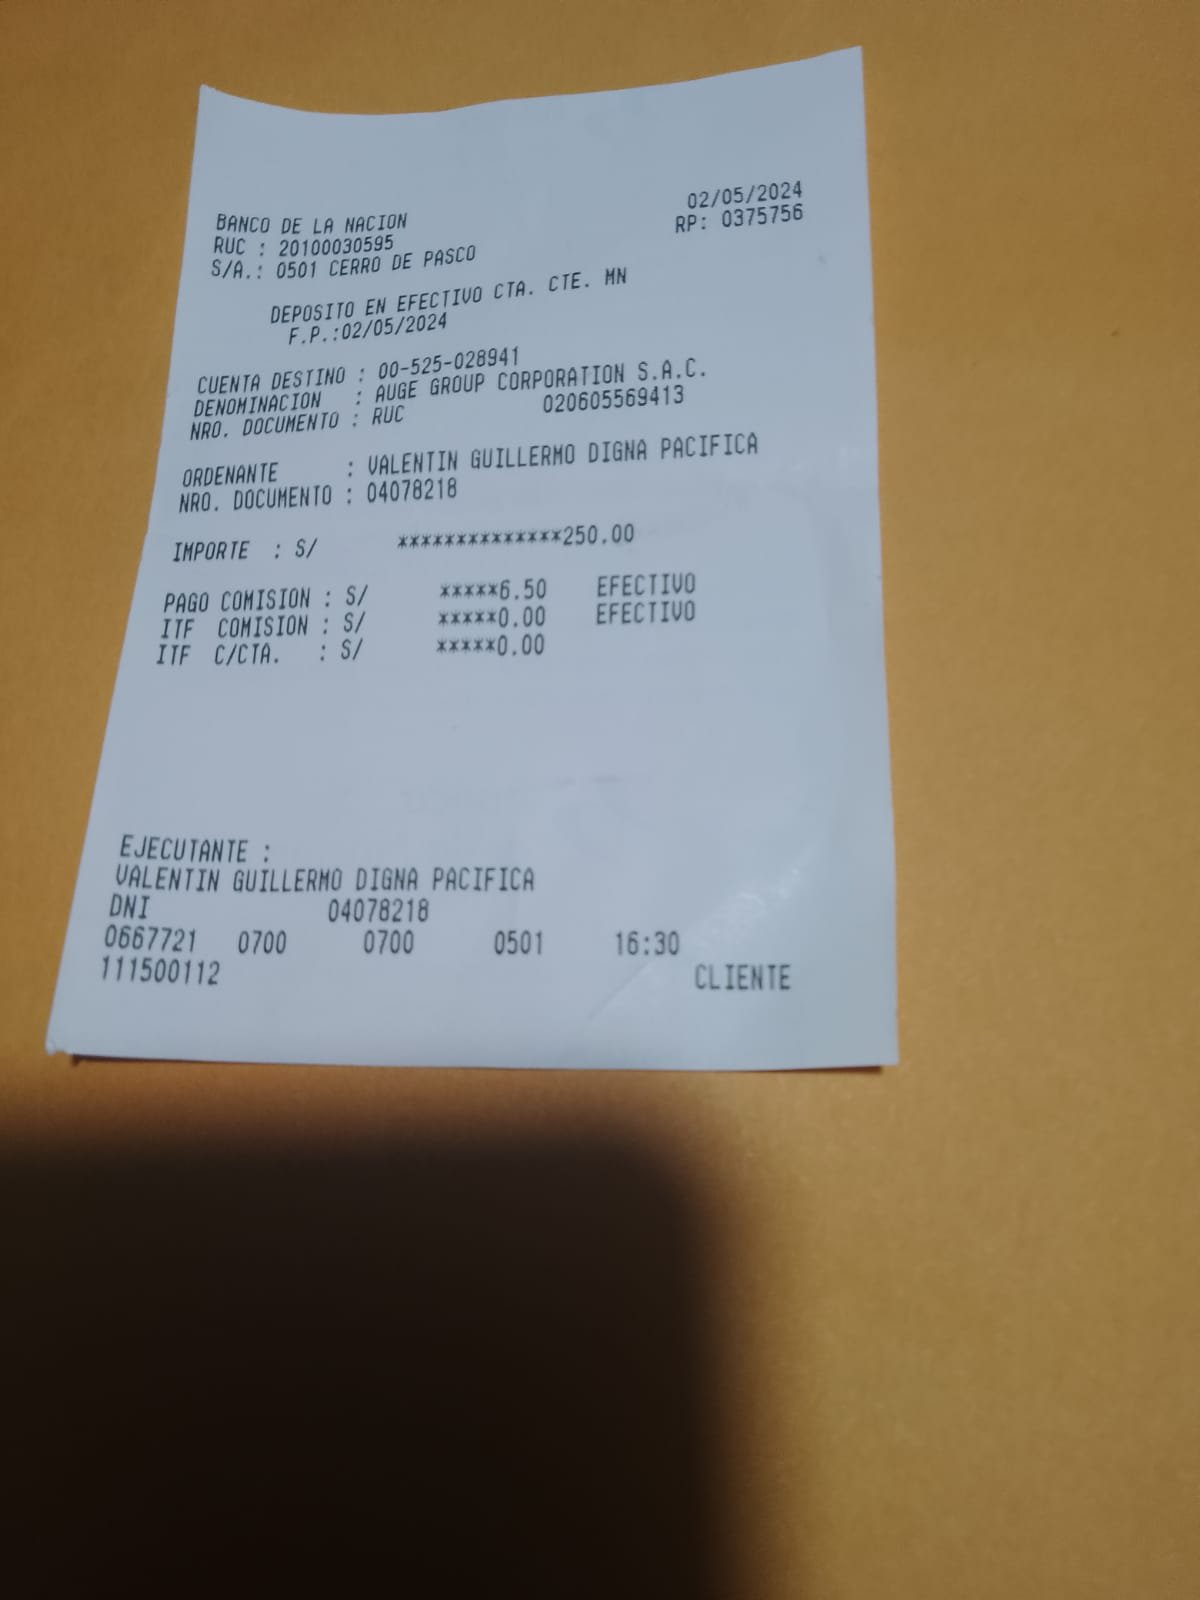 02/05/2024
BANCO DE LA NACION RP: 0375756
RUC : 20100030595
S/A.: 0501 CERRO DE PASCO
DEPOSITO EN EFECTIVO CTA. CTE. MN
F.P.:02/05/2024
CUENTA DESTINO : 00-525-028941
DENOMINACION : AUGE GROUP CORPORATION S.A.C.
NRO. DOCUMENTO : RUC 020605569413
ORDENANTE : VALENTIN GUILLERMO DIGNA PACIFICA
NRO. DOCUMENTO : 04078218
IMPORTE : S/ **************250.00
PAGO COMISION : S/ *****6.50 EFECTIVO
ITF COMISION : S/ *****0.00 EFECTIVO
ITF C/CTA. : S/ *****0.00
EJECUTANTE :
VALENTIN GUILLERMO DIGNA PACIFICA
DNI 04078218
0667721 0700 0700 0501 16:30
111500112 CLIENTE